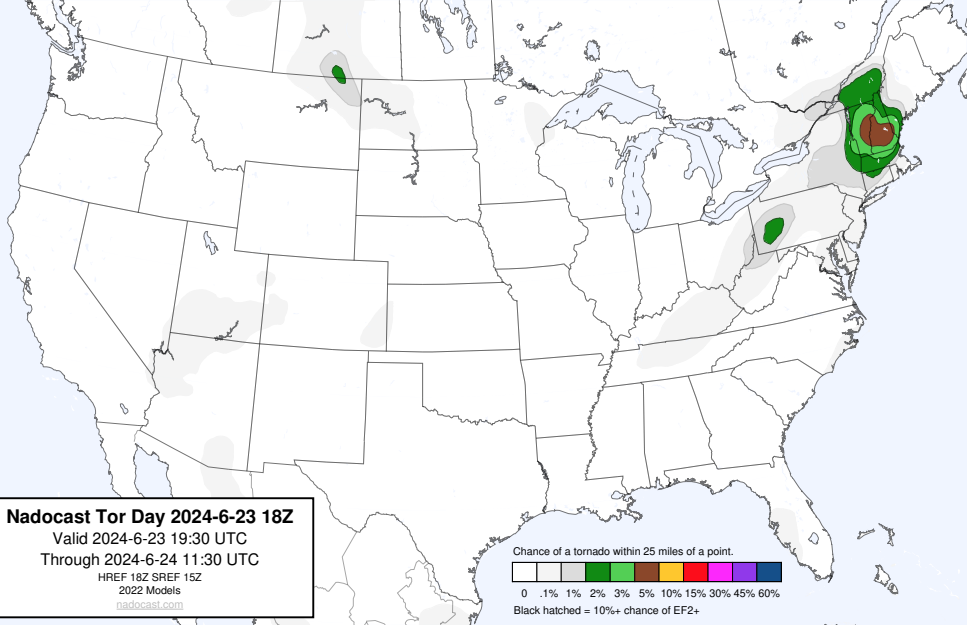 Nadocast Tor Day 2024-6-23 18Z
Valid 2024-6-23 19:30 UTC
Through 2024-6-24 11:30 UTC
HREF 18Z SREF 15Z
2022 Models
nadocast.com
Chance of a tornado within 25 miles of a point.
0 .1% 1% 2% 3% 5% 10% 15% 30% 45% 60%
Black hatched = 10%+ chance of EF2+